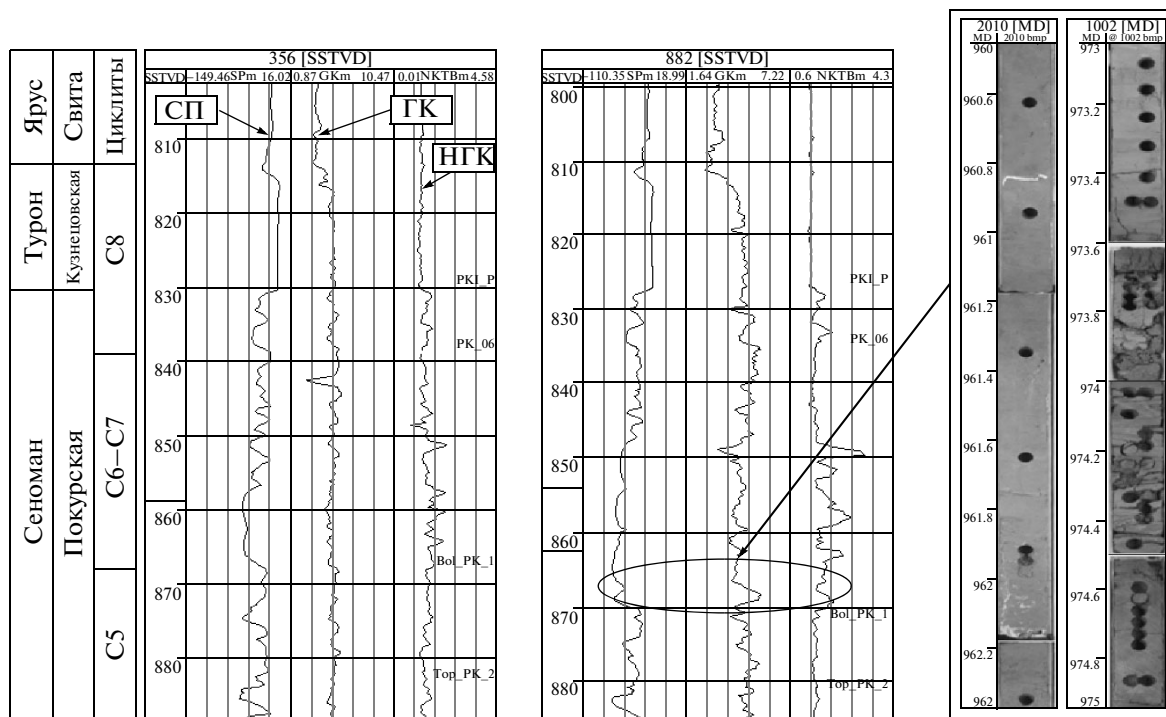 Ярус
Свита
Циклиты
Турон
Кузнецовская
С8
Сеноман
Покурская
С6–С7
С5
356 [SSTVD]
SSTVD −149.46 SPm 16.02 0.87 GKm 10.47 0.01 NKTBm 4.58
СП
ГК
НГК
810
820
830
840
850
860
870
880
PKI_P
PK_06
Bol_PK_1
Top_PK_2
882 [SSTVD]
SSTVD −110.35 SPm 18.99 1.64 GKm 7.22 0.6 NKTBm 4.3
800
810
820
830
840
850
860
870
880
PKI_P
PK_06
Bol_PK_1
Top_PK_2
2010 [MD]
MD 2010 bmp
960
960.6
960.8
961
961.2
961.4
961.6
961.8
962
962.2
962
1002 [MD]
MD @ 1002 bmp
973
973.2
973.4
973.6
973.8
974
974.2
974.4
974.6
974.8
975